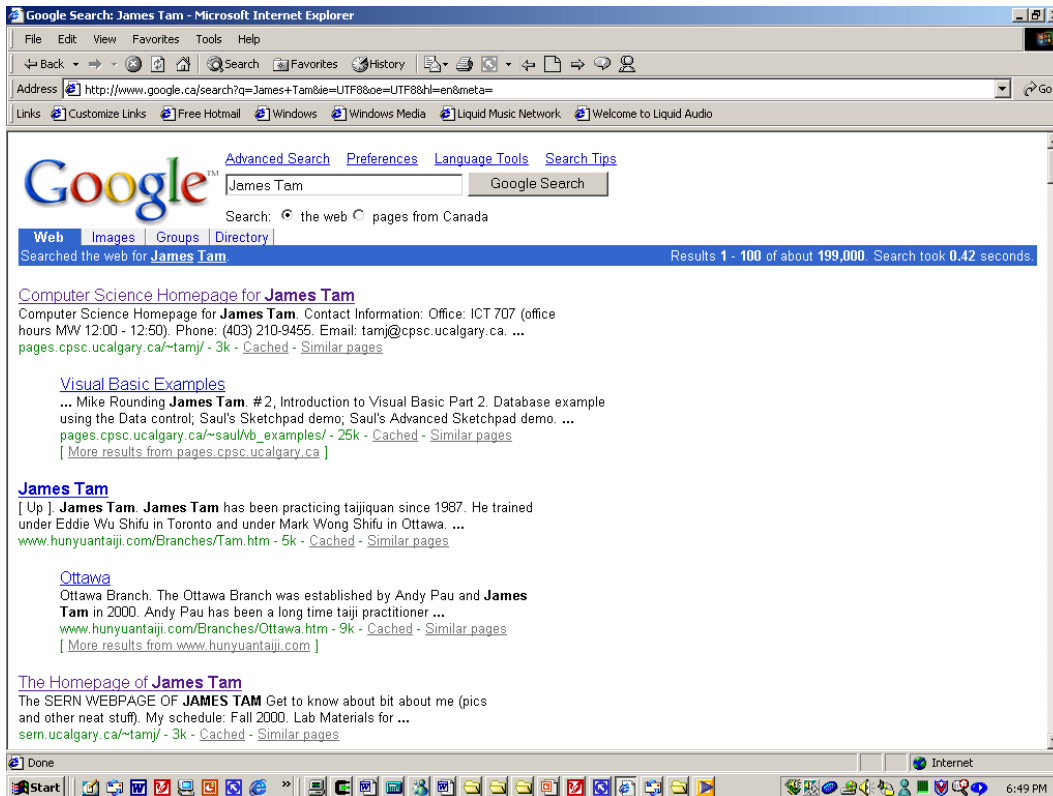 Google Search: James Tam - Microsoft Internet Explorer
File Edit View Favorites Tools Help
Back Search Favorites History
Address http://www.google.ca/search?q=James+Tam&ie=UTF8&oe=UTF8&hl=en&meta= Go
Links Customize Links Free Hotmail Windows Windows Media Liquid Music Network Welcome to Liquid Audio
Advanced Search Preferences Language Tools Search Tips
Google™ James Tam Google Search
Search: the web pages from Canada
Web Images Groups Directory
Searched the web for James Tam. Results 1 - 100 of about 199,000. Search took 0.42 seconds.
Computer Science Homepage for James Tam
Computer Science Homepage for James Tam. Contact Information: Office: ICT 707 (office
hours MW 12:00 - 12:50). Phone: (403) 210-9455. Email: tamj@cpsc.ucalgary.ca. ...
pages.cpsc.ucalgary.ca/~tamj/ - 3k - Cached - Similar pages
Visual Basic Examples
... Mike Rounding James Tam. #2, Introduction to Visual Basic Part 2. Database example
using the Data control; Saul's Sketchpad demo; Saul's Advanced Sketchpad demo. ...
pages.cpsc.ucalgary.ca/~saul/vb_examples/ - 25k - Cached - Similar pages
[ More results from pages.cpsc.ucalgary.ca ]
James Tam
[ Up ]. James Tam. James Tam has been practicing taijiquan since 1987. He trained
under Eddie Wu Shifu in Toronto and under Mark Wong Shifu in Ottawa. ...
www.hunyuantaiji.com/Branches/Tam.htm - 5k - Cached - Similar pages
Ottawa
Ottawa Branch. The Ottawa Branch was established by Andy Pau and James
Tam in 2000. Andy Pau has been a long time taiji practitioner ...
www.hunyuantaiji.com/Branches/Ottawa.htm - 9k - Cached - Similar pages
[ More results from www.hunyuantaiji.com ]
The Homepage of James Tam
The SERN WEBPAGE OF JAMES TAM Get to know about bit about me (pics
and other neat stuff). My schedule: Fall 2000. Lab Materials for ...
sern.ucalgary.ca/~tamj/ - 3k - Cached - Similar pages
Done Internet
Start » 6:49 PM